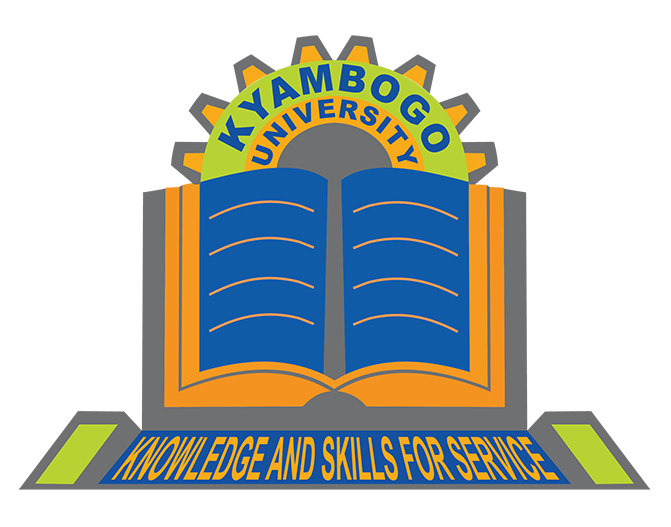 KYAMBOGO
UNIVERSITY
KNOWLEDGE AND SKILLS FOR SERVICE